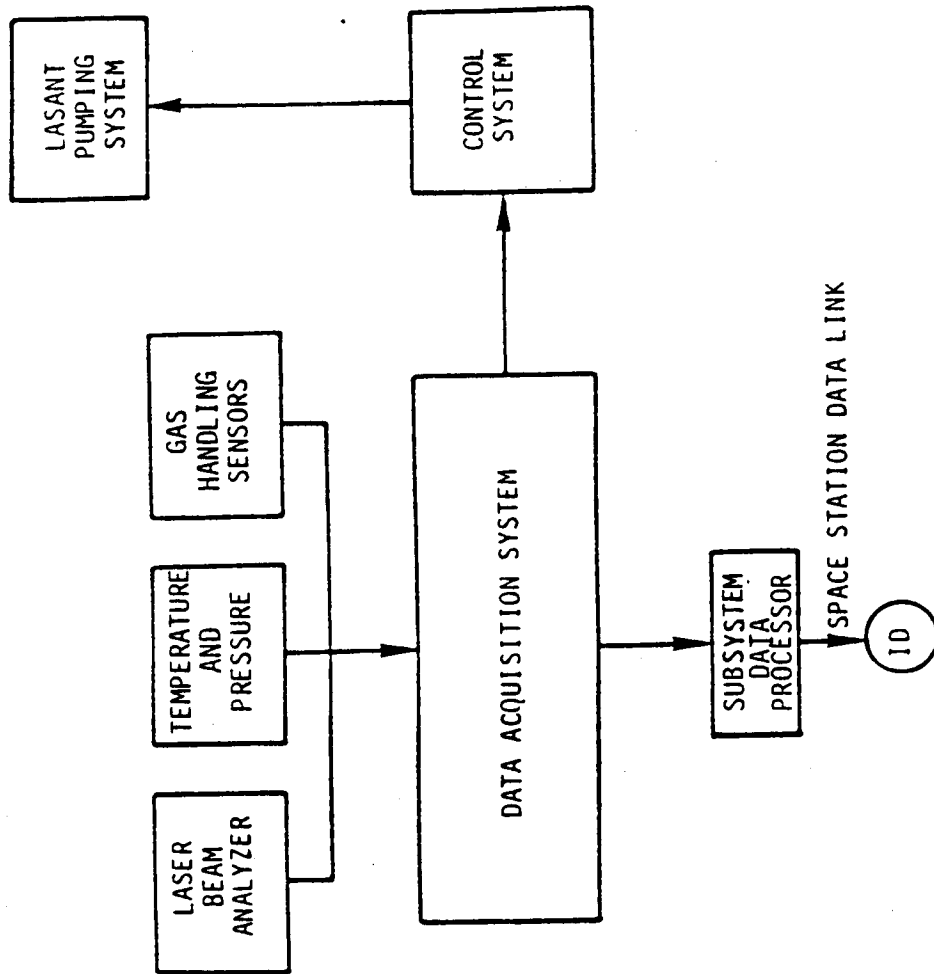 LASER
BEAM
ANALYZER
TEMPERATURE
AND
PRESSURE
GAS
HANDLING
SENSORS
LASANT
PUMPING
SYSTEM
DATA ACQUISITION SYSTEM
CONTROL
SYSTEM
SUBSYSTEM
DATA
PROCESSOR
SPACE STATION DATA LINK
ID